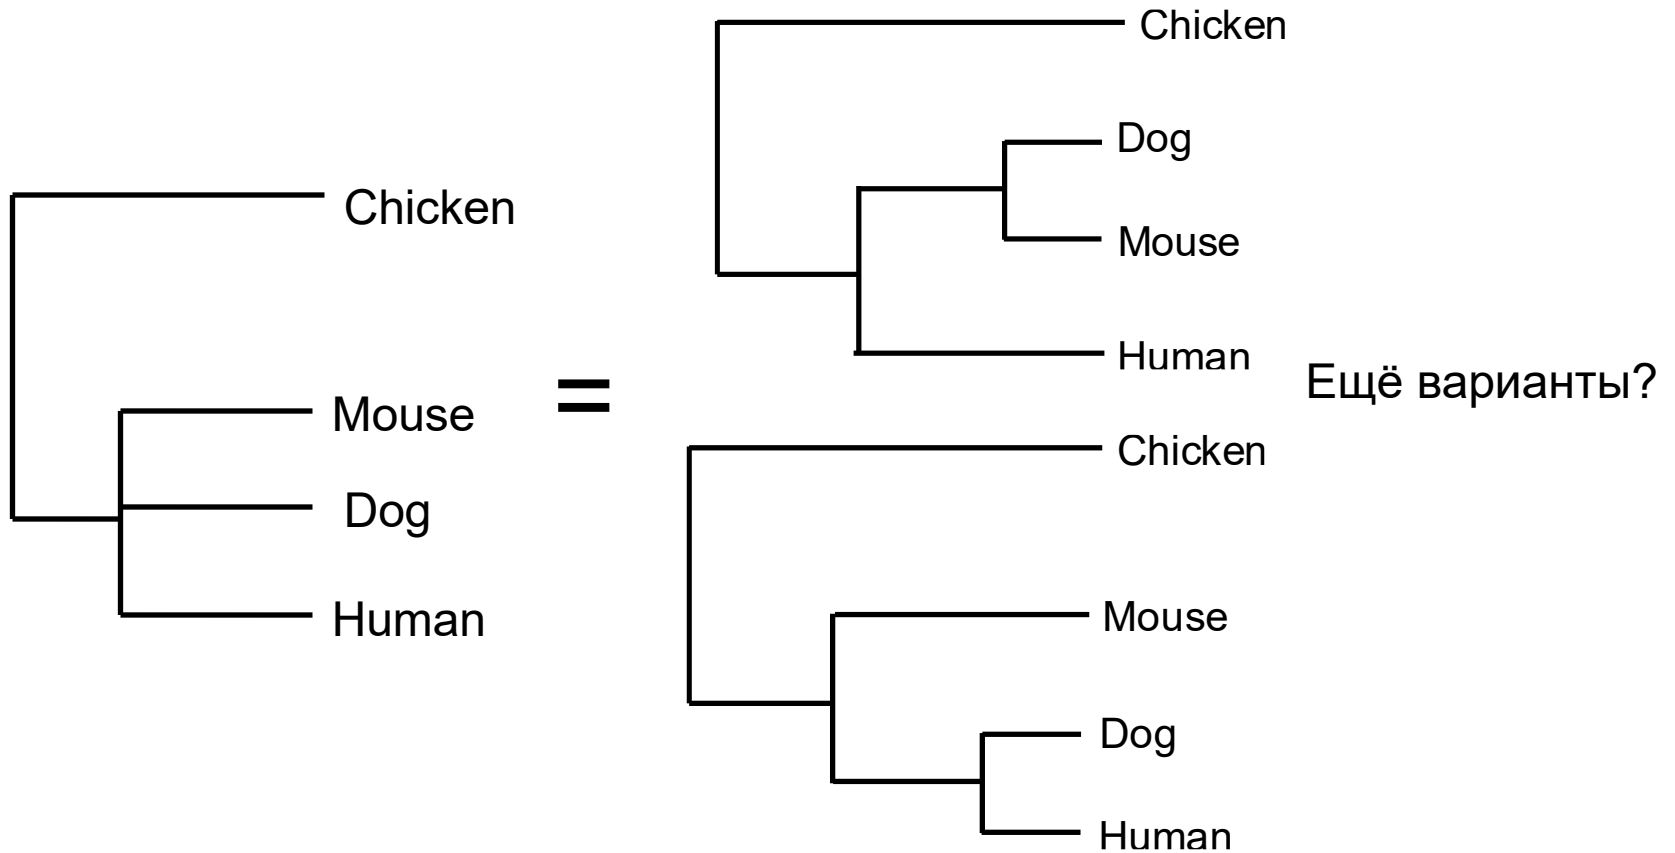 Chicken
Mouse
Dog
Human
=
Chicken
Dog
Mouse
Human
Chicken
Mouse
Dog
Human
Ещё варианты?